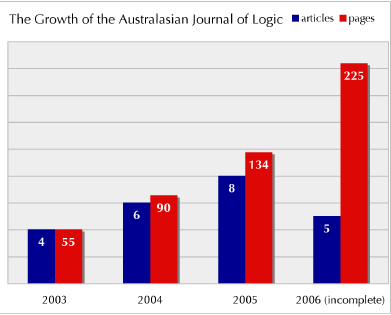 The Growth of the Australasian Journal of Logic articles pages
4 55 6 90 8 134 5 225
2003 2004 2005 2006 (incomplete)